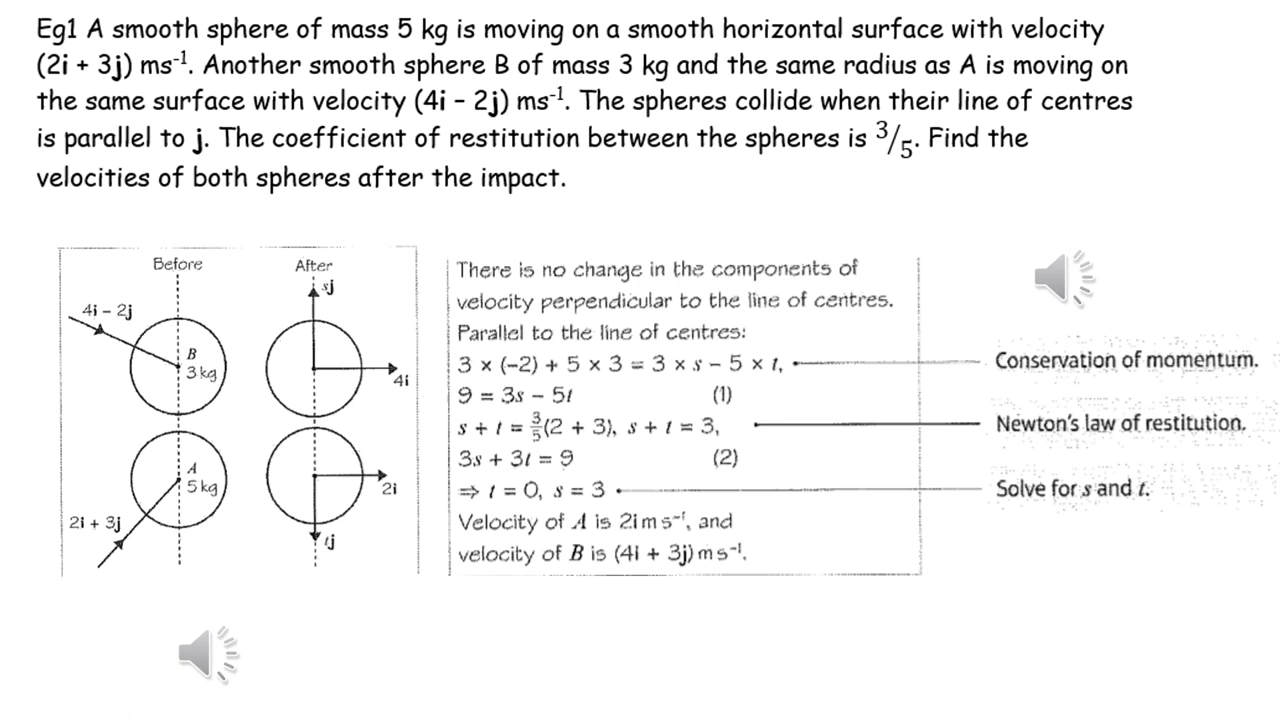 Eg1 A smooth sphere of mass 5 kg is moving on a smooth horizontal surface with velocity
(2i + 3j) ms⁻¹. Another smooth sphere B of mass 3 kg and the same radius as A is moving on
the same surface with velocity (4i – 2j) ms⁻¹. The spheres collide when their line of centres
is parallel to j. The coefficient of restitution between the spheres is 3/5. Find the
velocities of both spheres after the impact.
Before
After
sj
4i – 2j
B
3 kg
4i
A
5 kg
2i
2i + 3j
tj
There is no change in the components of
velocity perpendicular to the line of centres.
Parallel to the line of centres:
3 × (–2) + 5 × 3 = 3 × s – 5 × t,
Conservation of momentum.
9 = 3s – 5t (1)
s + t = 3/5(2 + 3), s + t = 3,
Newton's law of restitution.
3s + 3t = 9 (2)
⇒ t = 0, s = 3
Solve for s and t.
Velocity of A is 2i m s⁻¹, and
velocity of B is (4i + 3j) m s⁻¹.